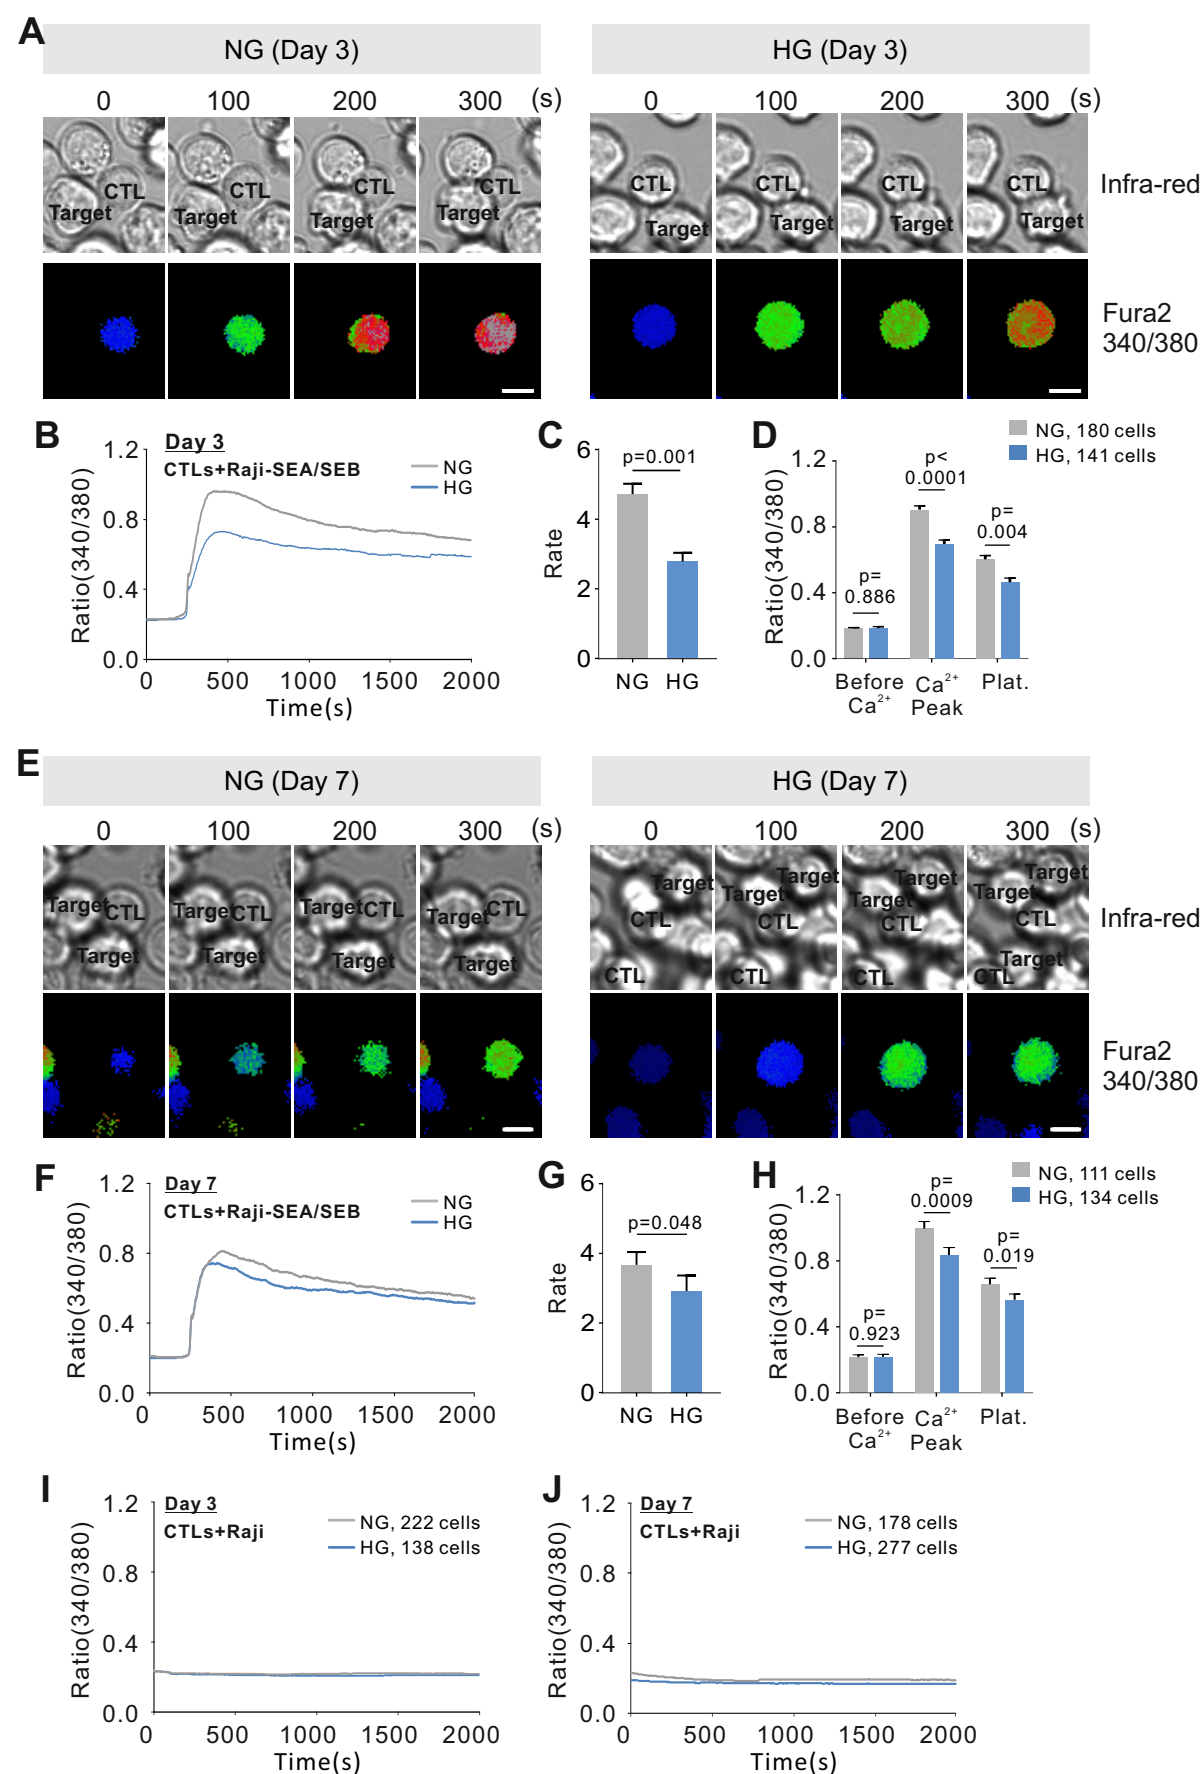 A
NG (Day 3)
HG (Day 3)
0 100 200 300 (s)
0 100 200 300 (s)
CTL CTL CTL CTL
Target Target Target Target
CTL CTL CTL CTL
Target Target Target Target
Infra-red
Fura2
340/380
B
Day 3
CTLs+Raji-SEA/SEB
NG
HG
Ratio(340/380)
1.2
0.8
0.4
0.0
0 500 1000 1500 2000
Time(s)
C
6
4
2
0
Rate
p=0.001
NG HG
D
NG, 180 cells
HG, 141 cells
Ratio(340/380)
1.2
0.8
0.4
0.0
p=
0.886
p<
0.0001
p=
0.004
Before
Ca²⁺
Ca²⁺
Peak
Plat.
E
NG (Day 7)
HG (Day 7)
0 100 200 300 (s)
0 100 200 300 (s)
Target CTL Target CTL Target CTL Target CTL
Target Target Target Target
Target Target Target Target
Target Target Target
CTL CTL CTL CTL
Target
CTL CTL CTL CTL
Infra-red
Fura2
340/380
F
Day 7
CTLs+Raji-SEA/SEB
NG
HG
Ratio(340/380)
1.2
0.8
0.4
0.0
0 500 1000 1500 2000
Time(s)
G
6
4
2
0
Rate
p=0.048
NG HG
H
NG, 111 cells
HG, 134 cells
Ratio(340/380)
1.2
0.8
0.4
0.0
p=
0.923
p=
0.0009
p=
0.019
Before
Ca²⁺
Ca²⁺
Peak
Plat.
I
Day 3
CTLs+Raji
NG, 222 cells
HG, 138 cells
Ratio(340/380)
1.2
0.8
0.4
0.0
0 500 1000 1500 2000
Time(s)
J
Day 7
CTLs+Raji
NG, 178 cells
HG, 277 cells
Ratio(340/380)
1.2
0.8
0.4
0.0
0 500 1000 1500 2000
Time(s)